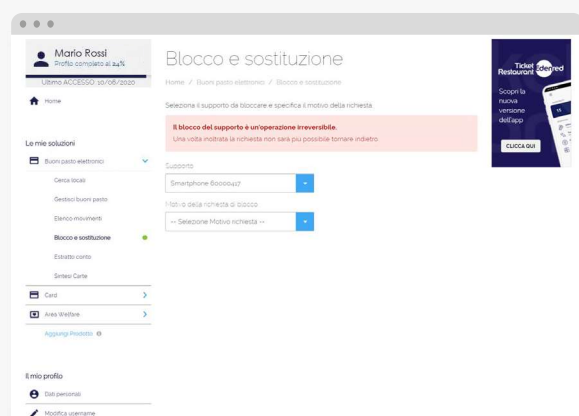 Mario Rossi
Profilo completo al 24%
Ultimo ACCESSO: 10/06/2020
Home
Le mie soluzioni
Buoni pasto elettronici
Cerca locali
Gestisci buoni pasto
Elenco movimenti
Blocco e sostituzione
Estratto conto
Sintesi Carte
Card
Area Welfare
Aggiungi Prodotto
Il mio profilo
Dati personali
Modifica username
Blocco e sostituzione
Home / Buoni pasto elettronici / Blocco e sostituzione
Seleziona il supporto da bloccare e specifica il motivo della richiesta.
Il blocco del supporto è un'operazione irreversibile.
Una volta inoltrata la richiesta non sarà più possibile tornare indietro.
Supporto
Smartphone 60000417
Motivo della richiesta di blocco
-- Selezione Motivo richiesta --
Ticket
Restaurant Edenred
Scopri la
nuova
versione
dell'app
CLICCA QUI